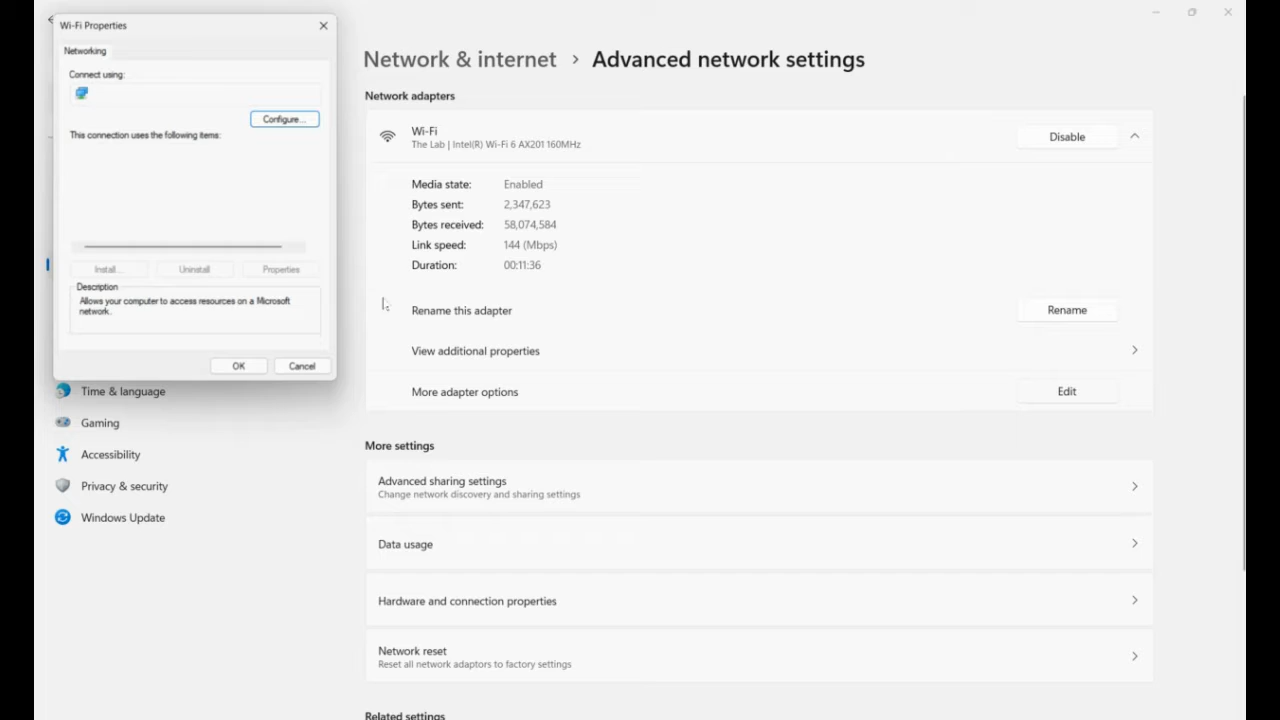 Wi-Fi Properties
Networking
Connect using:
Configure...
This connection uses the following items:
Install...
Uninstall
Properties
Description
Allows your computer to access resources on a Microsoft
network.
OK
Cancel
Time & language
Gaming
Accessibility
Privacy & security
Windows Update
Network & internet › Advanced network settings
Network adapters
Wi-Fi
The Lab | Intel(R) Wi-Fi 6 AX201 160MHz
Disable
Media state: Enabled
Bytes sent: 2,347,623
Bytes received: 58,074,584
Link speed: 144 (Mbps)
Duration: 00:11:36
Rename this adapter
Rename
View additional properties
More adapter options
Edit
More settings
Advanced sharing settings
Change network discovery and sharing settings
Data usage
Hardware and connection properties
Network reset
Reset all network adaptors to factory settings
Related settings